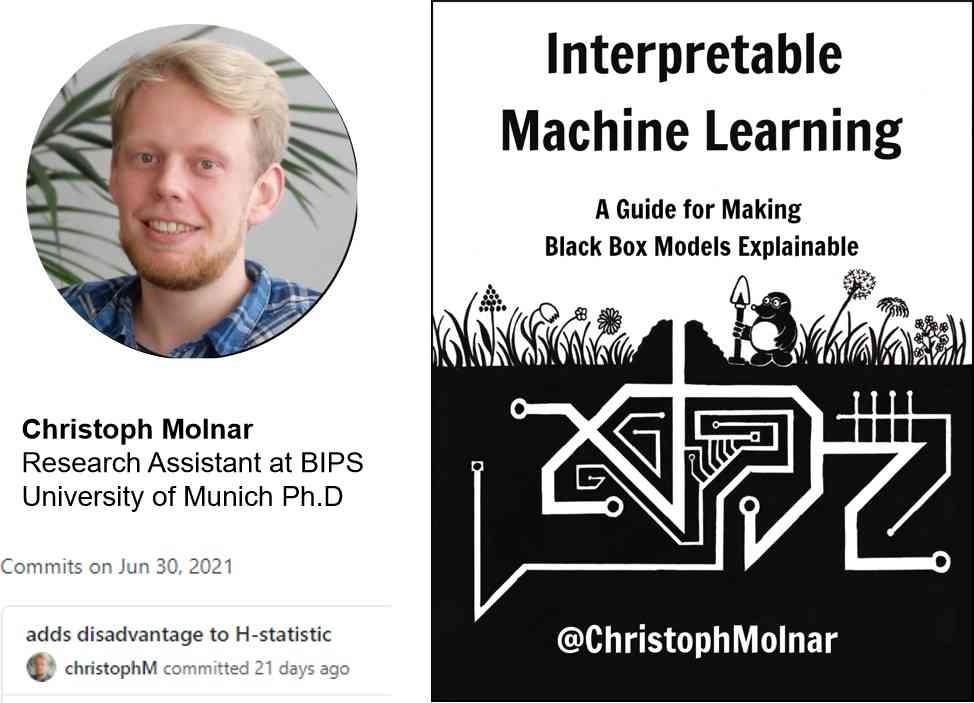 Christoph Molnar
Research Assistant at BIPS
University of Munich Ph.D
Commits on Jun 30, 2021
adds disadvantage to H-statistic
christophM committed 21 days ago
Interpretable
Machine Learning
A Guide for Making
Black Box Models Explainable
@ChristophMolnar